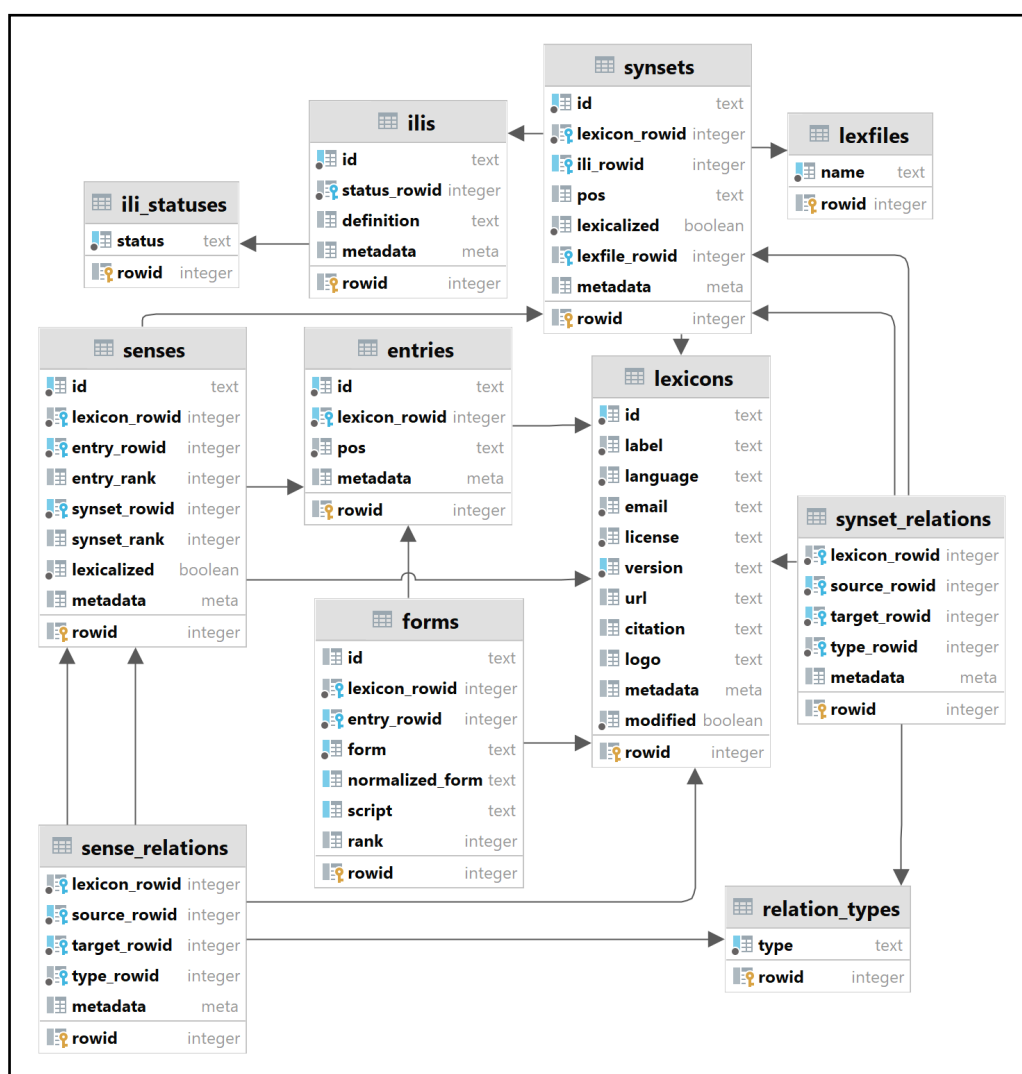 synsets
id text
lexicon_rowid integer
ili_rowid integer
pos text
lexicalized boolean
lexfile_rowid integer
metadata meta
rowid integer
ilis
id text
status_rowid integer
definition text
metadata meta
rowid integer
lexfiles
name text
rowid integer
ili_statuses
status text
rowid integer
senses
id text
lexicon_rowid integer
entry_rowid integer
entry_rank integer
synset_rowid integer
synset_rank integer
lexicalized boolean
metadata meta
rowid integer
entries
id text
lexicon_rowid integer
pos text
metadata meta
rowid integer
lexicons
id text
label text
language text
email text
license text
version text
url text
citation text
logo text
metadata meta
modified boolean
rowid integer
synset_relations
lexicon_rowid integer
source_rowid integer
target_rowid integer
type_rowid integer
metadata meta
rowid integer
forms
id text
lexicon_rowid integer
entry_rowid integer
form text
normalized_form text
script text
rank integer
rowid integer
sense_relations
lexicon_rowid integer
source_rowid integer
target_rowid integer
type_rowid integer
metadata meta
rowid integer
relation_types
type text
rowid integer